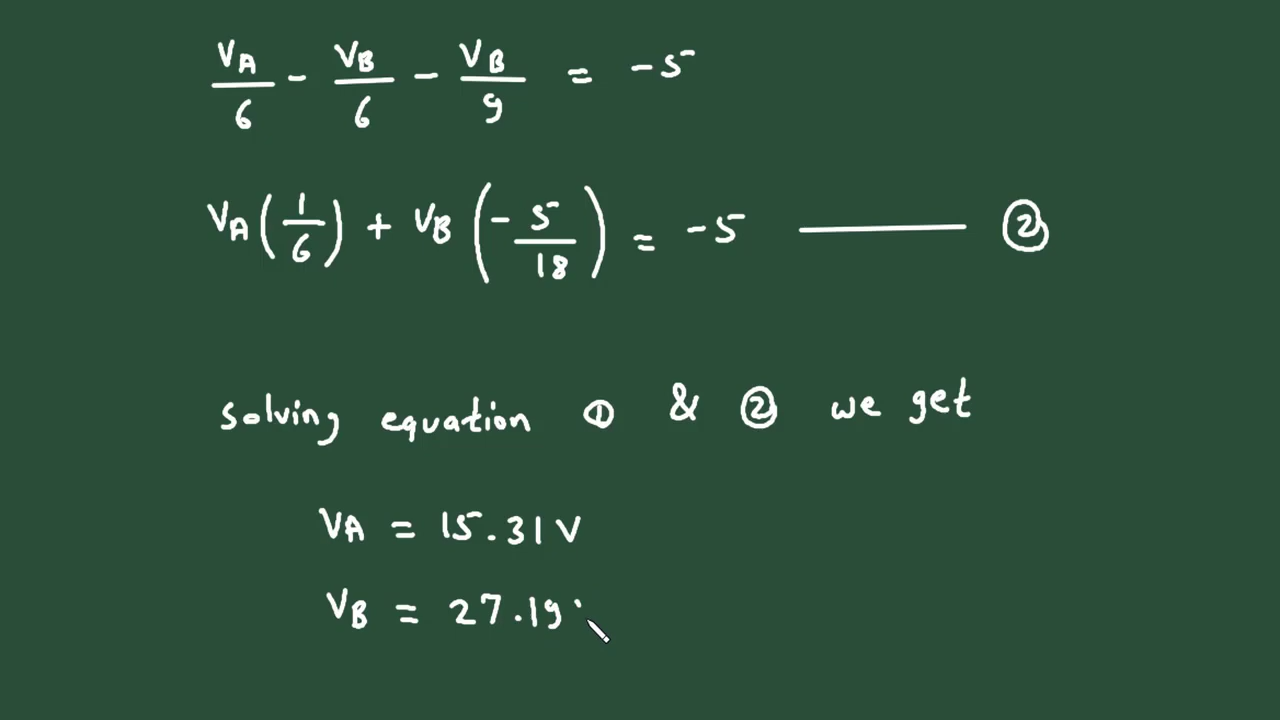 VA/6 - VB/6 - VB/9 = -5
VA(1/6) + VB(-5/18) = -5 ——— ②
solving equation ① & ② we get
VA = 15.31V
VB = 27.19